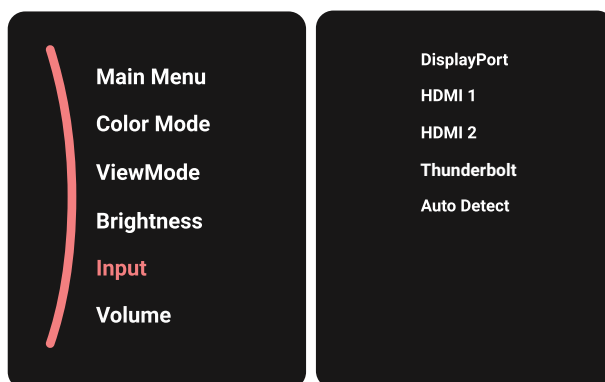 Main Menu
Color Mode
ViewMode
Brightness
Input
Volume
DisplayPort
HDMI 1
HDMI 2
Thunderbolt
Auto Detect